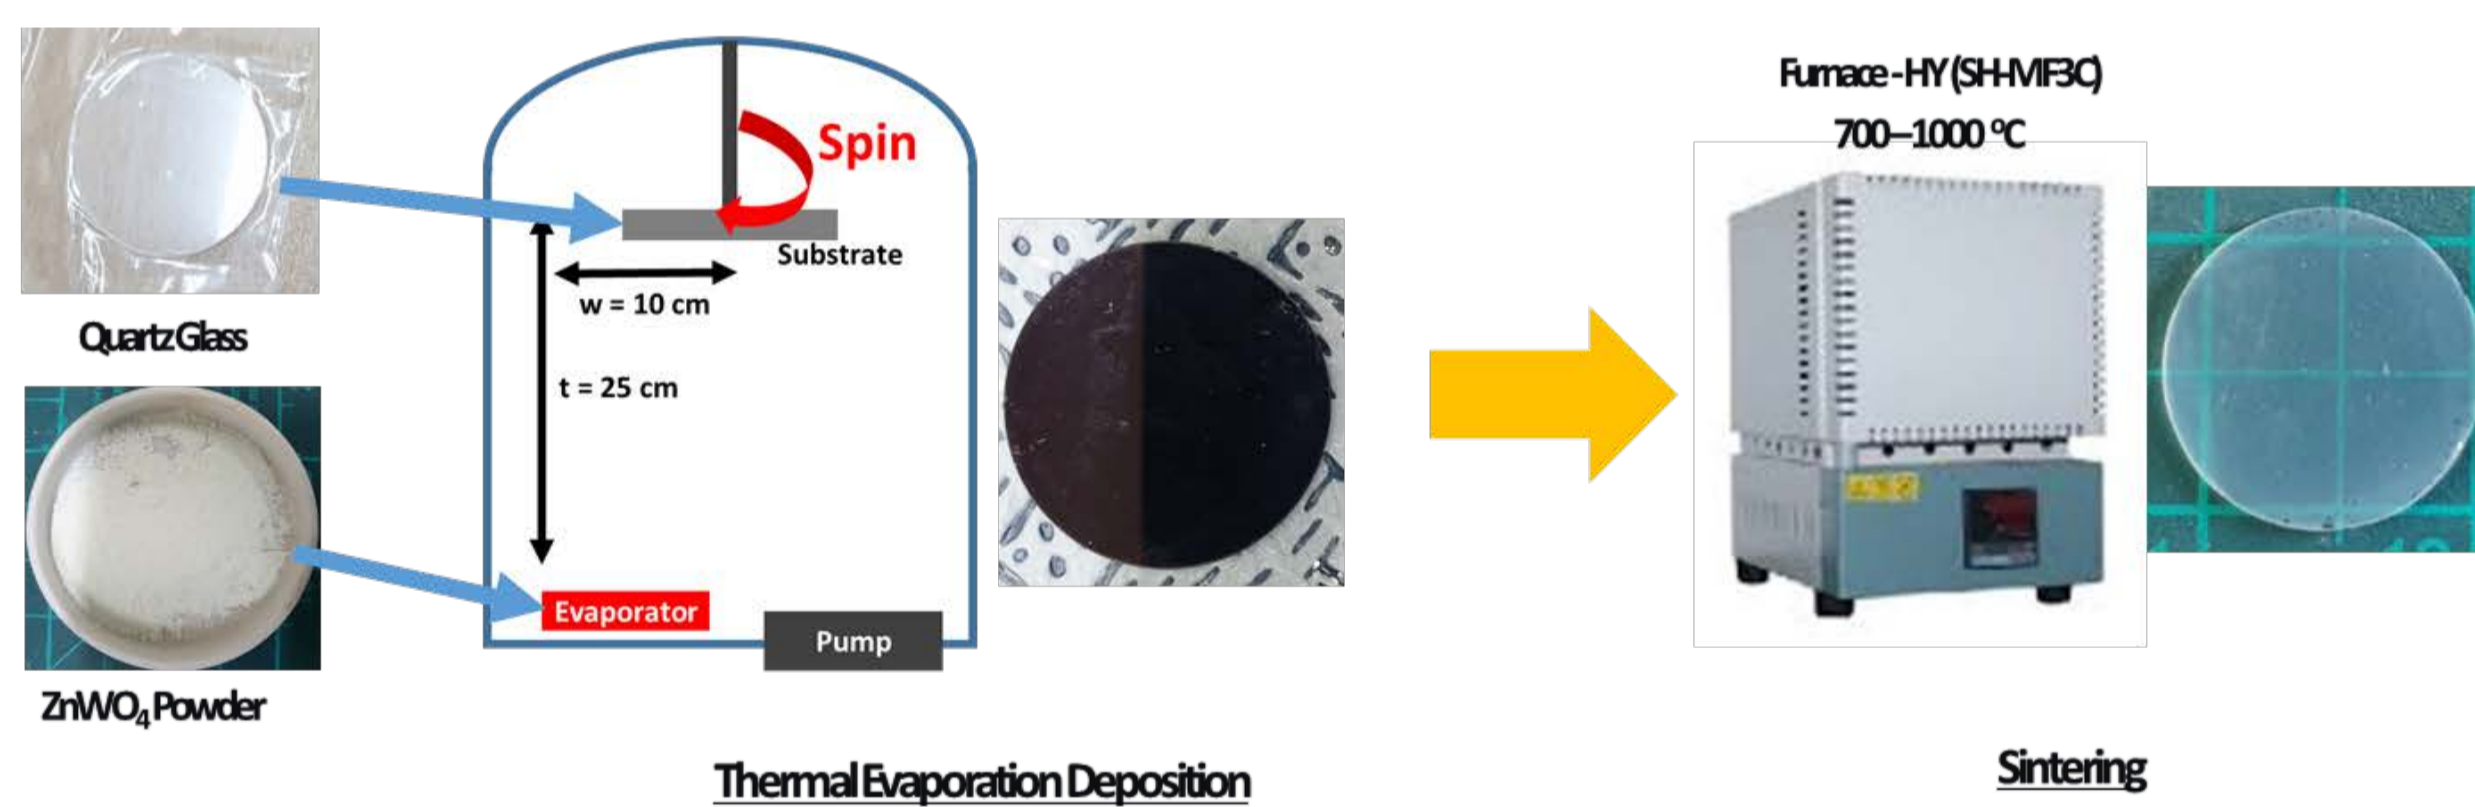 Quartz Glass
ZnWO₄ Powder
Spin
Substrate
w = 10 cm
t = 25 cm
Evaporator
Pump
Thermal Evaporation Deposition
Furnace - HY (SH-MF3C)
700–1000 ºC
Sintering